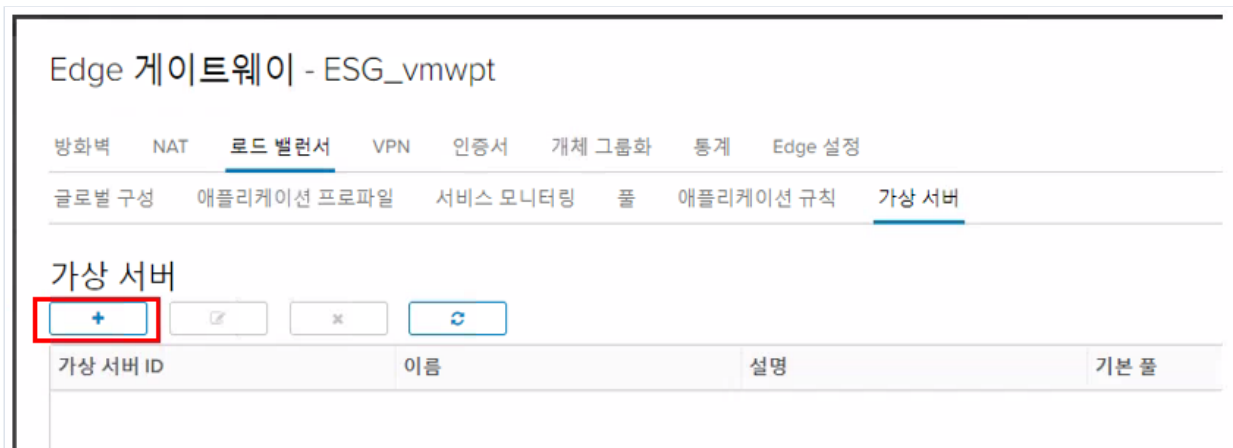 Edge 게이트웨이 - ESG_vmwpt
방화벽 NAT 로드 밸런서 VPN 인증서 개체 그룹화 통계 Edge 설정
글로벌 구성 애플리케이션 프로파일 서비스 모니터링 풀 애플리케이션 규칙 가상 서버
가상 서버
가상 서버 ID 이름 설명 기본 풀